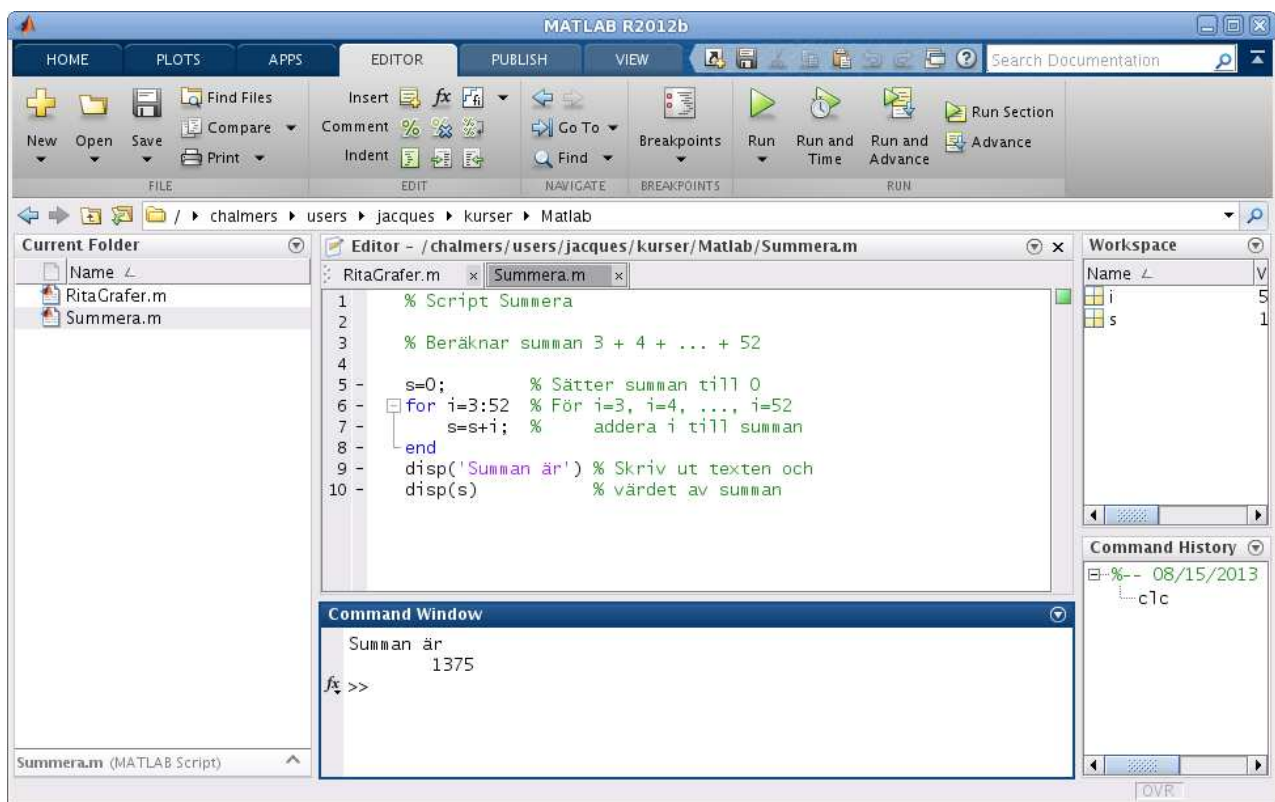 MATLAB R2012b
HOME PLOTS APPS EDITOR PUBLISH VIEW Search Documentation
New Open Save Find Files Compare Print
FILE
Insert fx fi
Comment % %
Indent
EDIT
Go To
Find
NAVIGATE
Breakpoints
BREAKPOINTS
Run Run and Time Run and Advance Run Section Advance
RUN
/ chalmers users jacques kurser Matlab
Current Folder
Name
RitaGrafer.m
Summera.m
Summera.m (MATLAB Script)
Editor - /chalmers/users/jacques/kurser/Matlab/Summera.m
RitaGrafer.m × Summera.m ×
1 % Script Summera
2
3 % Beräknar summan 3 + 4 + ... + 52
4
5 - s=0; % Sätter summan till 0
6 - for i=3:52 % För i=3, i=4, ..., i=52
7 - s=s+i; % addera i till summan
8 - end
9 - disp('Summan är') % Skriv ut texten och
10 - disp(s) % värdet av summan
Command Window
Summan är
1375
fx >>
Workspace
Name V
i 5
s 1
Command History
%-- 08/15/2013
clc
OVR